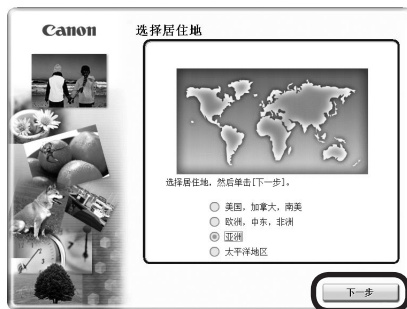 Canon
选择居住地
选择居住地，然后单击[下一步]。
美国，加拿大，南美
欧洲，中东，非洲
亚洲
太平洋地区
下一步